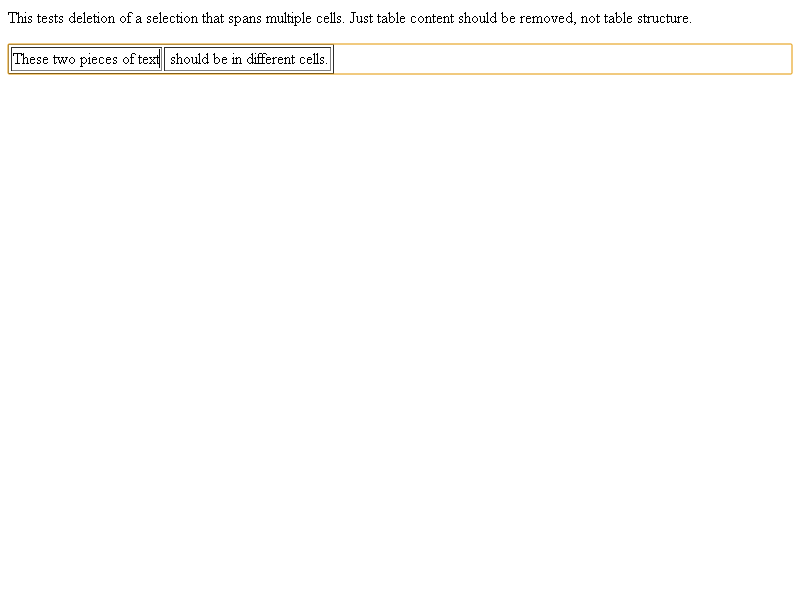 This tests deletion of a selection that spans multiple cells. Just table content should be removed, not table structure.
These two pieces of text should be in different cells.